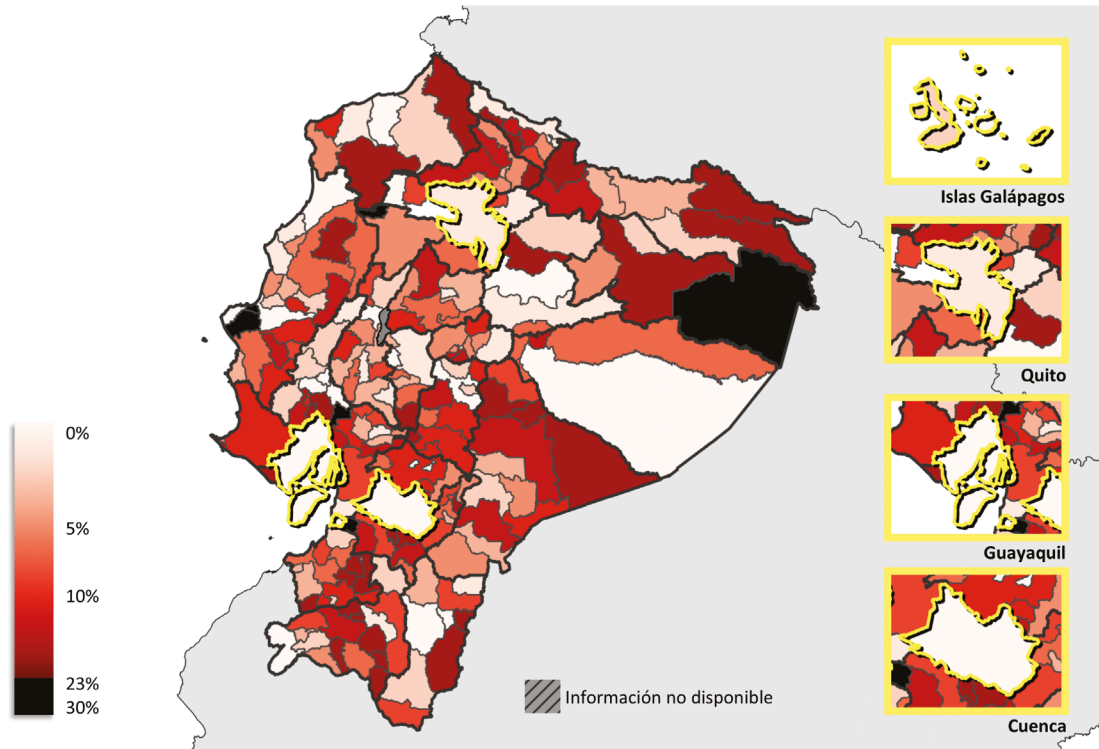 Islas Galápagos
Quito
Guayaquil
Cuenca
0%
5%
10%
23%
30%
Información no disponible